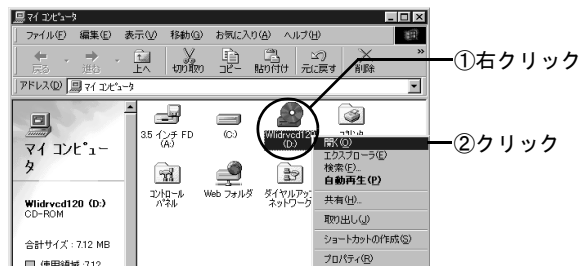 マイ コンピュータ
ファイル(F) 編集(E) 表示(V) 移動(G) お気に入り(A) ヘルプ(H)
戻る 進む 上へ 切り取り コピー 貼り付け 元に戻す 削除 »
アドレス(D) マイ コンピュータ
①右クリック
3.5 インチ FD (A:)
(C:)
Wlidrvcd120 (D:)
マイ コンピュータ
②クリック
開く(O)
エクスプローラ(E)
検索(F)...
自動再生(P)
共有(H)...
取り出し(J)
ショートカットの作成(S)
プロパティ(R)
コントロール パネル
Web フォルダ
ダイヤルアップ ネットワーク
Wlidrvcd120 (D:)
CD-ROM
合計サイズ : 7.12 MB
使用領域 :7.12